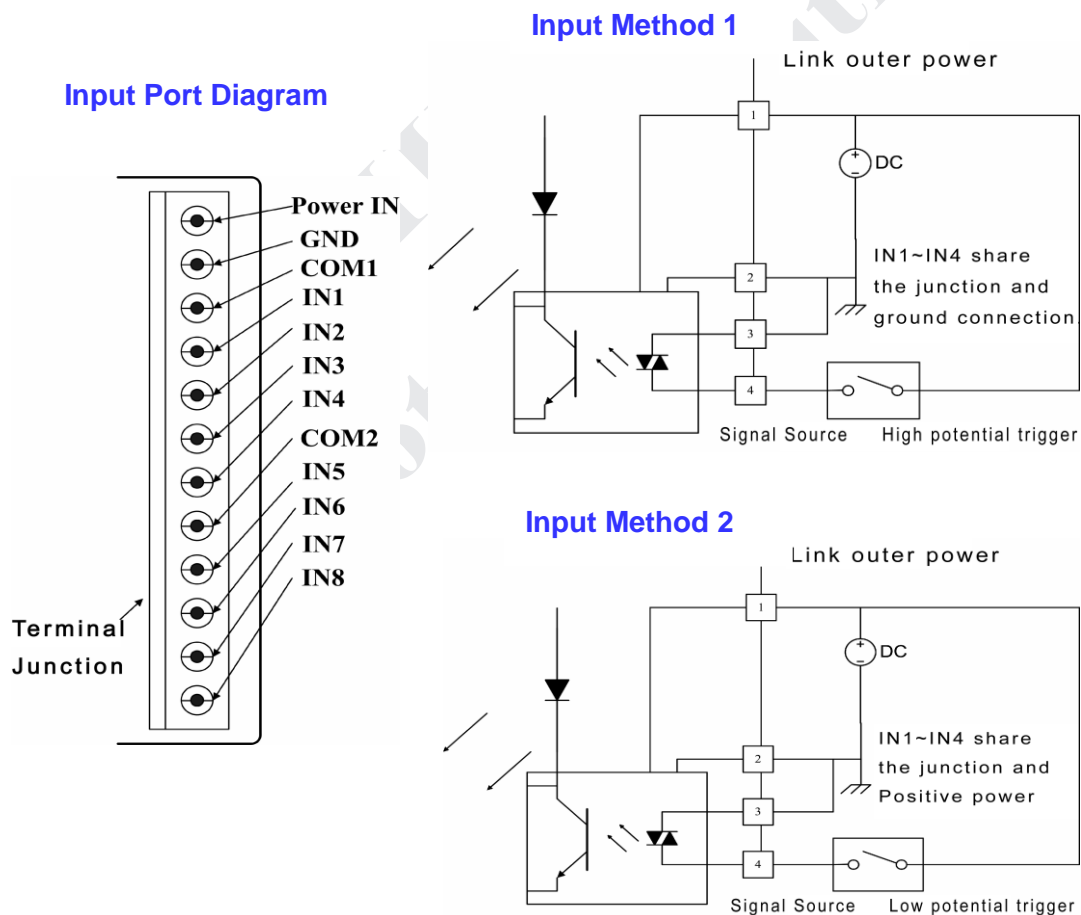 Input Port Diagram
Power IN
GND
COM1
IN1
IN2
IN3
IN4
COM2
IN5
IN6
IN7
IN8
Terminal
Junction
Input Method 1
Link outer power
1
DC
2
IN1~IN4 share
the junction and
ground connection.
3
4
Signal Source High potential trigger
Input Method 2
Link outer power
1
DC
2
IN1~IN4 share
the junction and
Positive power
3
4
Signal Source Low potential trigger